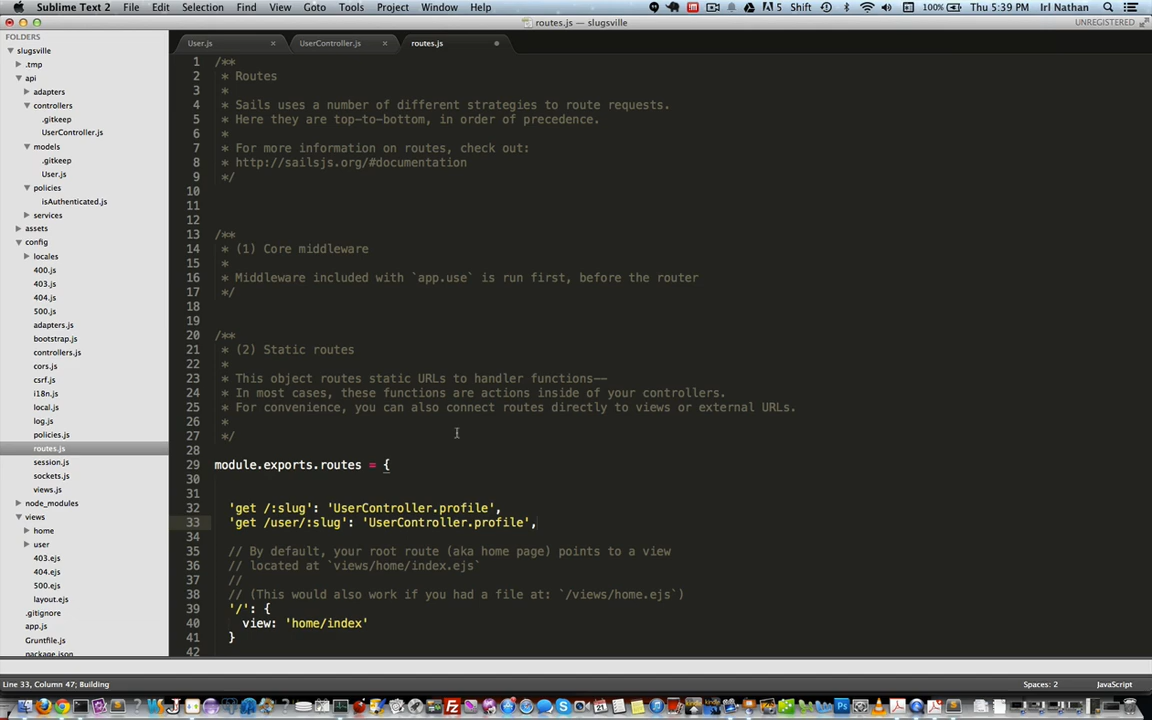 Sublime Text 2 File Edit Selection Find View Goto Tools Project Window Help 5 Shift 100% Thu 5:39 PM Irl Nathan
routes.js — slugsville UNREGISTERED
FOLDERS
slugsville
.tmp
api
adapters
controllers
.gitkeep
UserController.js
models
.gitkeep
User.js
policies
isAuthenticated.js
services
assets
config
locales
400.js
403.js
404.js
500.js
adapters.js
bootstrap.js
controllers.js
cors.js
csrf.js
i18n.js
local.js
log.js
policies.js
routes.js
session.js
sockets.js
views.js
node_modules
views
home
user
403.ejs
404.ejs
500.ejs
layout.ejs
.gitignore
app.js
Gruntfile.js
package.json
User.js UserController.js routes.js
1 /**
2 * Routes
3 *
4 * Sails uses a number of different strategies to route requests.
5 * Here they are top-to-bottom, in order of precedence.
6 *
7 * For more information on routes, check out:
8 * http://sailsjs.org/#documentation
9 */
10
11
12
13 /**
14 * (1) Core middleware
15 *
16 * Middleware included with `app.use` is run first, before the router
17 */
18
19
20 /**
21 * (2) Static routes
22 *
23 * This object routes static URLs to handler functions--
24 * In most cases, these functions are actions inside of your controllers.
25 * For convenience, you can also connect routes directly to views or external URLs.
26 *
27 */
28
29 module.exports.routes = {
30
31
32 'get /:slug': 'UserController.profile',
33 'get /user/:slug': 'UserController.profile',
34
35 // By default, your root route (aka home page) points to a view
36 // located at `views/home/index.ejs`
37 //
38 // (This would also work if you had a file at: `/views/home.ejs`)
39 '/': {
40 view: 'home/index'
41 }
42
Line 33, Column 47; Building Spaces: 2 JavaScript